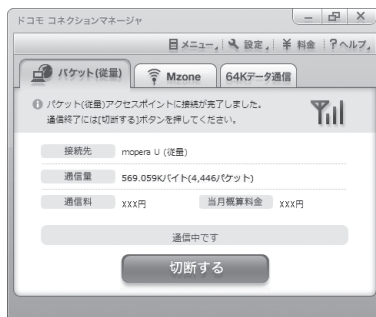 ドコモ コネクションマネージャ
メニュー 設定 ¥ 料金 ?ヘルプ
パケット(従量) Mzone 64Kデータ通信
パケット(従量)アクセスポイントに接続が完了しました。
通信終了には[切断する]ボタンを押してください。
接続先 mopera U (従量)
通信量 569.059Kバイト(4,446パケット)
通信料 xxx円 当月概算料金 xxx円
通信中です
切断する